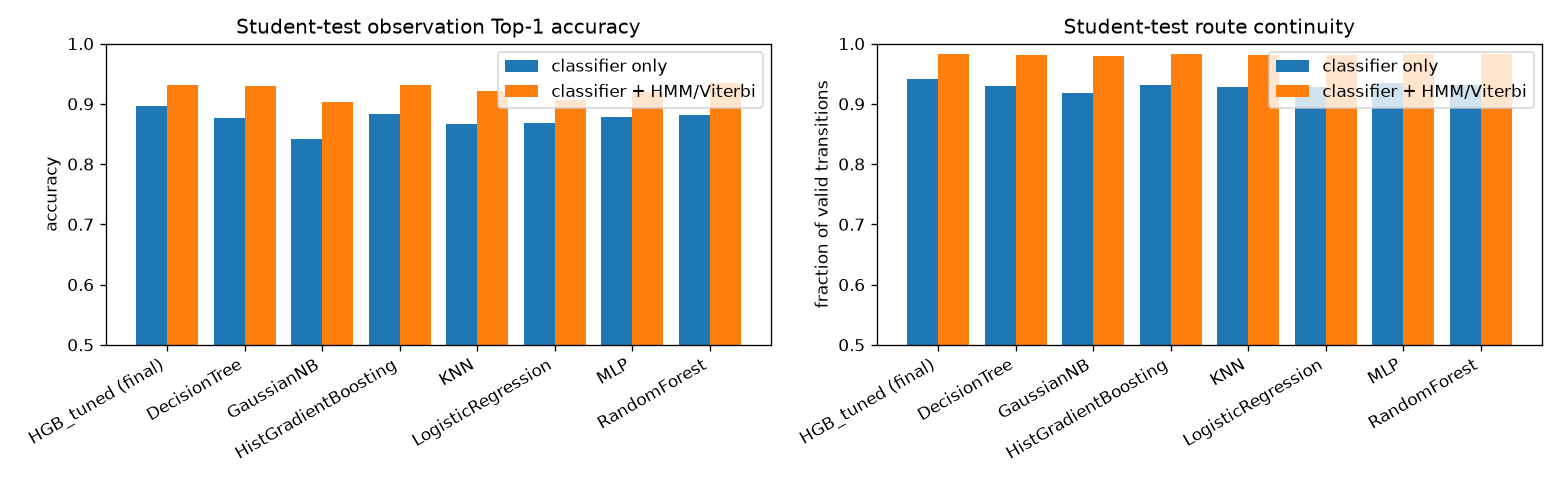 Student-test observation Top-1 accuracy
1.0
0.9
0.8
0.7
0.6
0.5
accuracy
classifier only
classifier + HMM/Viterbi
HGB_tuned (final)
DecisionTree
GaussianNB
HistGradientBoosting
KNN
LogisticRegression
MLP
RandomForest
Student-test route continuity
1.0
0.9
0.8
0.7
0.6
0.5
fraction of valid transitions
classifier only
classifier + HMM/Viterbi
HGB_tuned (final)
DecisionTree
GaussianNB
HistGradientBoosting
KNN
LogisticRegression
MLP
RandomForest